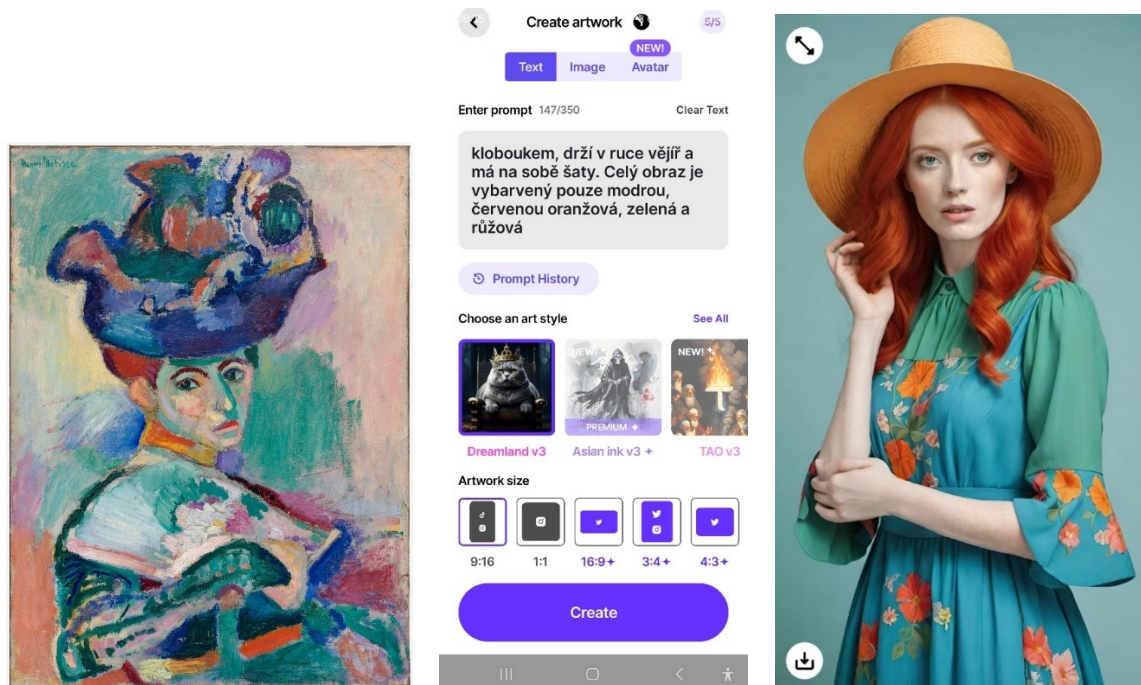 Henri Matisse
Create artwork
5/5
NEW!
Text Image Avatar
Enter prompt 147/350 Clear Text
kloboukem, drží v ruce vějíř a
má na sobě šaty. Celý obraz je
vybarvený pouze modrou,
červenou oranžová, zelená a
růžová
Prompt History
Choose an art style See All
NEW! NEW!
PREMIUM
Dreamland v3 Asian ink v3 TAO v3
Artwork size
9:16 1:1 16:9 3:4 4:3
Create